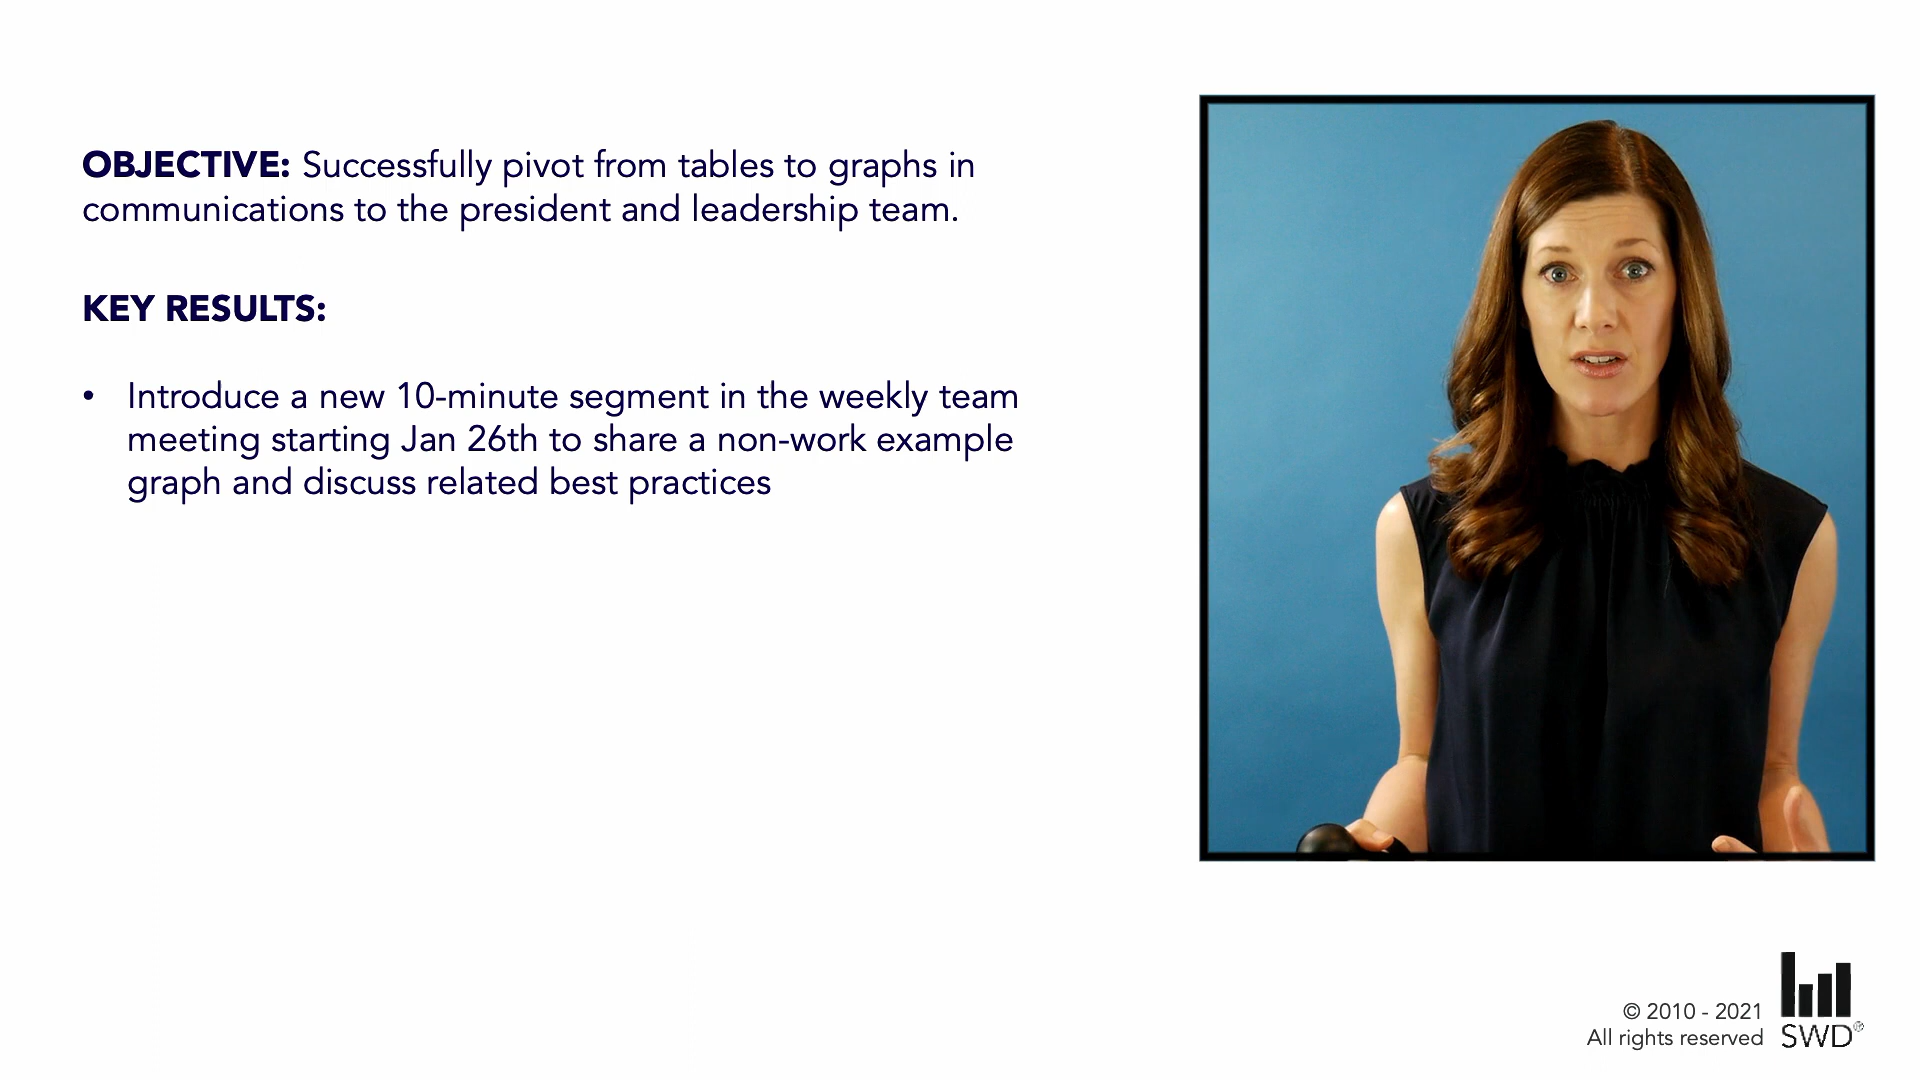 OBJECTIVE: Successfully pivot from tables to graphs in
communications to the president and leadership team.
KEY RESULTS:
• Introduce a new 10-minute segment in the weekly team
meeting starting Jan 26th to share a non-work example
graph and discuss related best practices
© 2010 - 2021
All rights reserved
SWD®